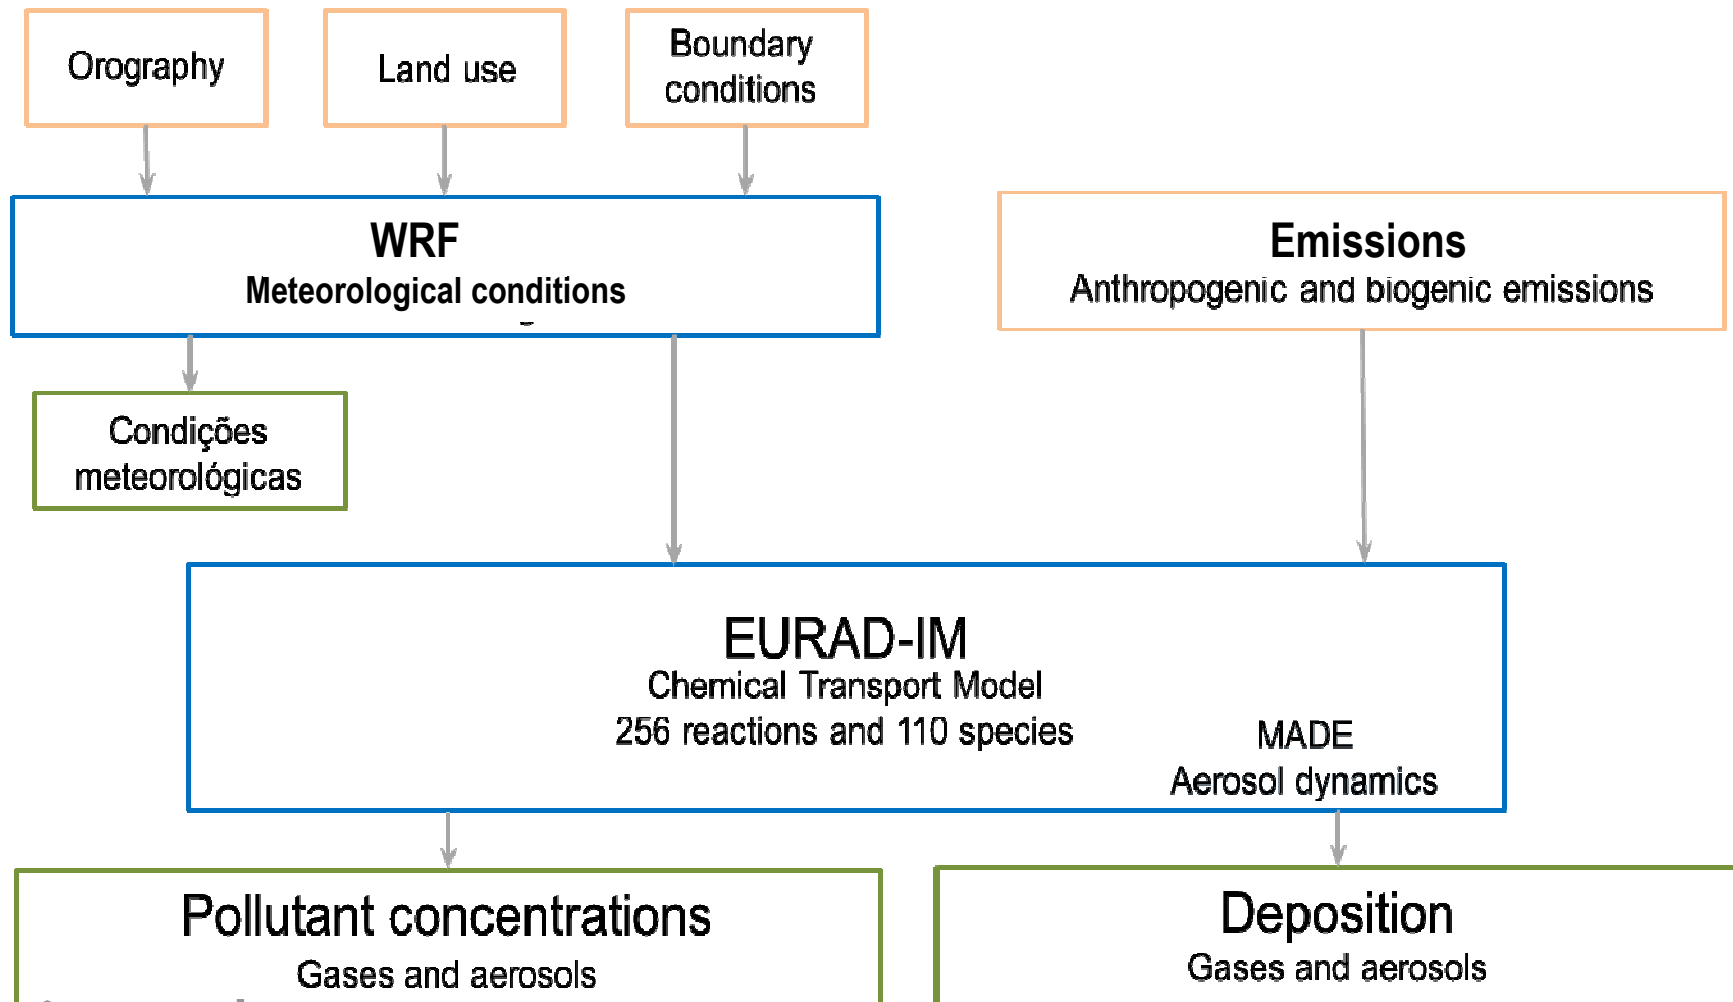 Orography
Land use
Boundary
conditions
WRF
Meteorological conditions
Emissions
Anthropogenic and biogenic emissions
Condições
meteorológicas
EURAD-IM
Chemical Transport Model
256 reactions and 110 species
MADE
Aerosol dynamics
Pollutant concentrations
Gases and aerosols
Deposition
Gases and aerosols